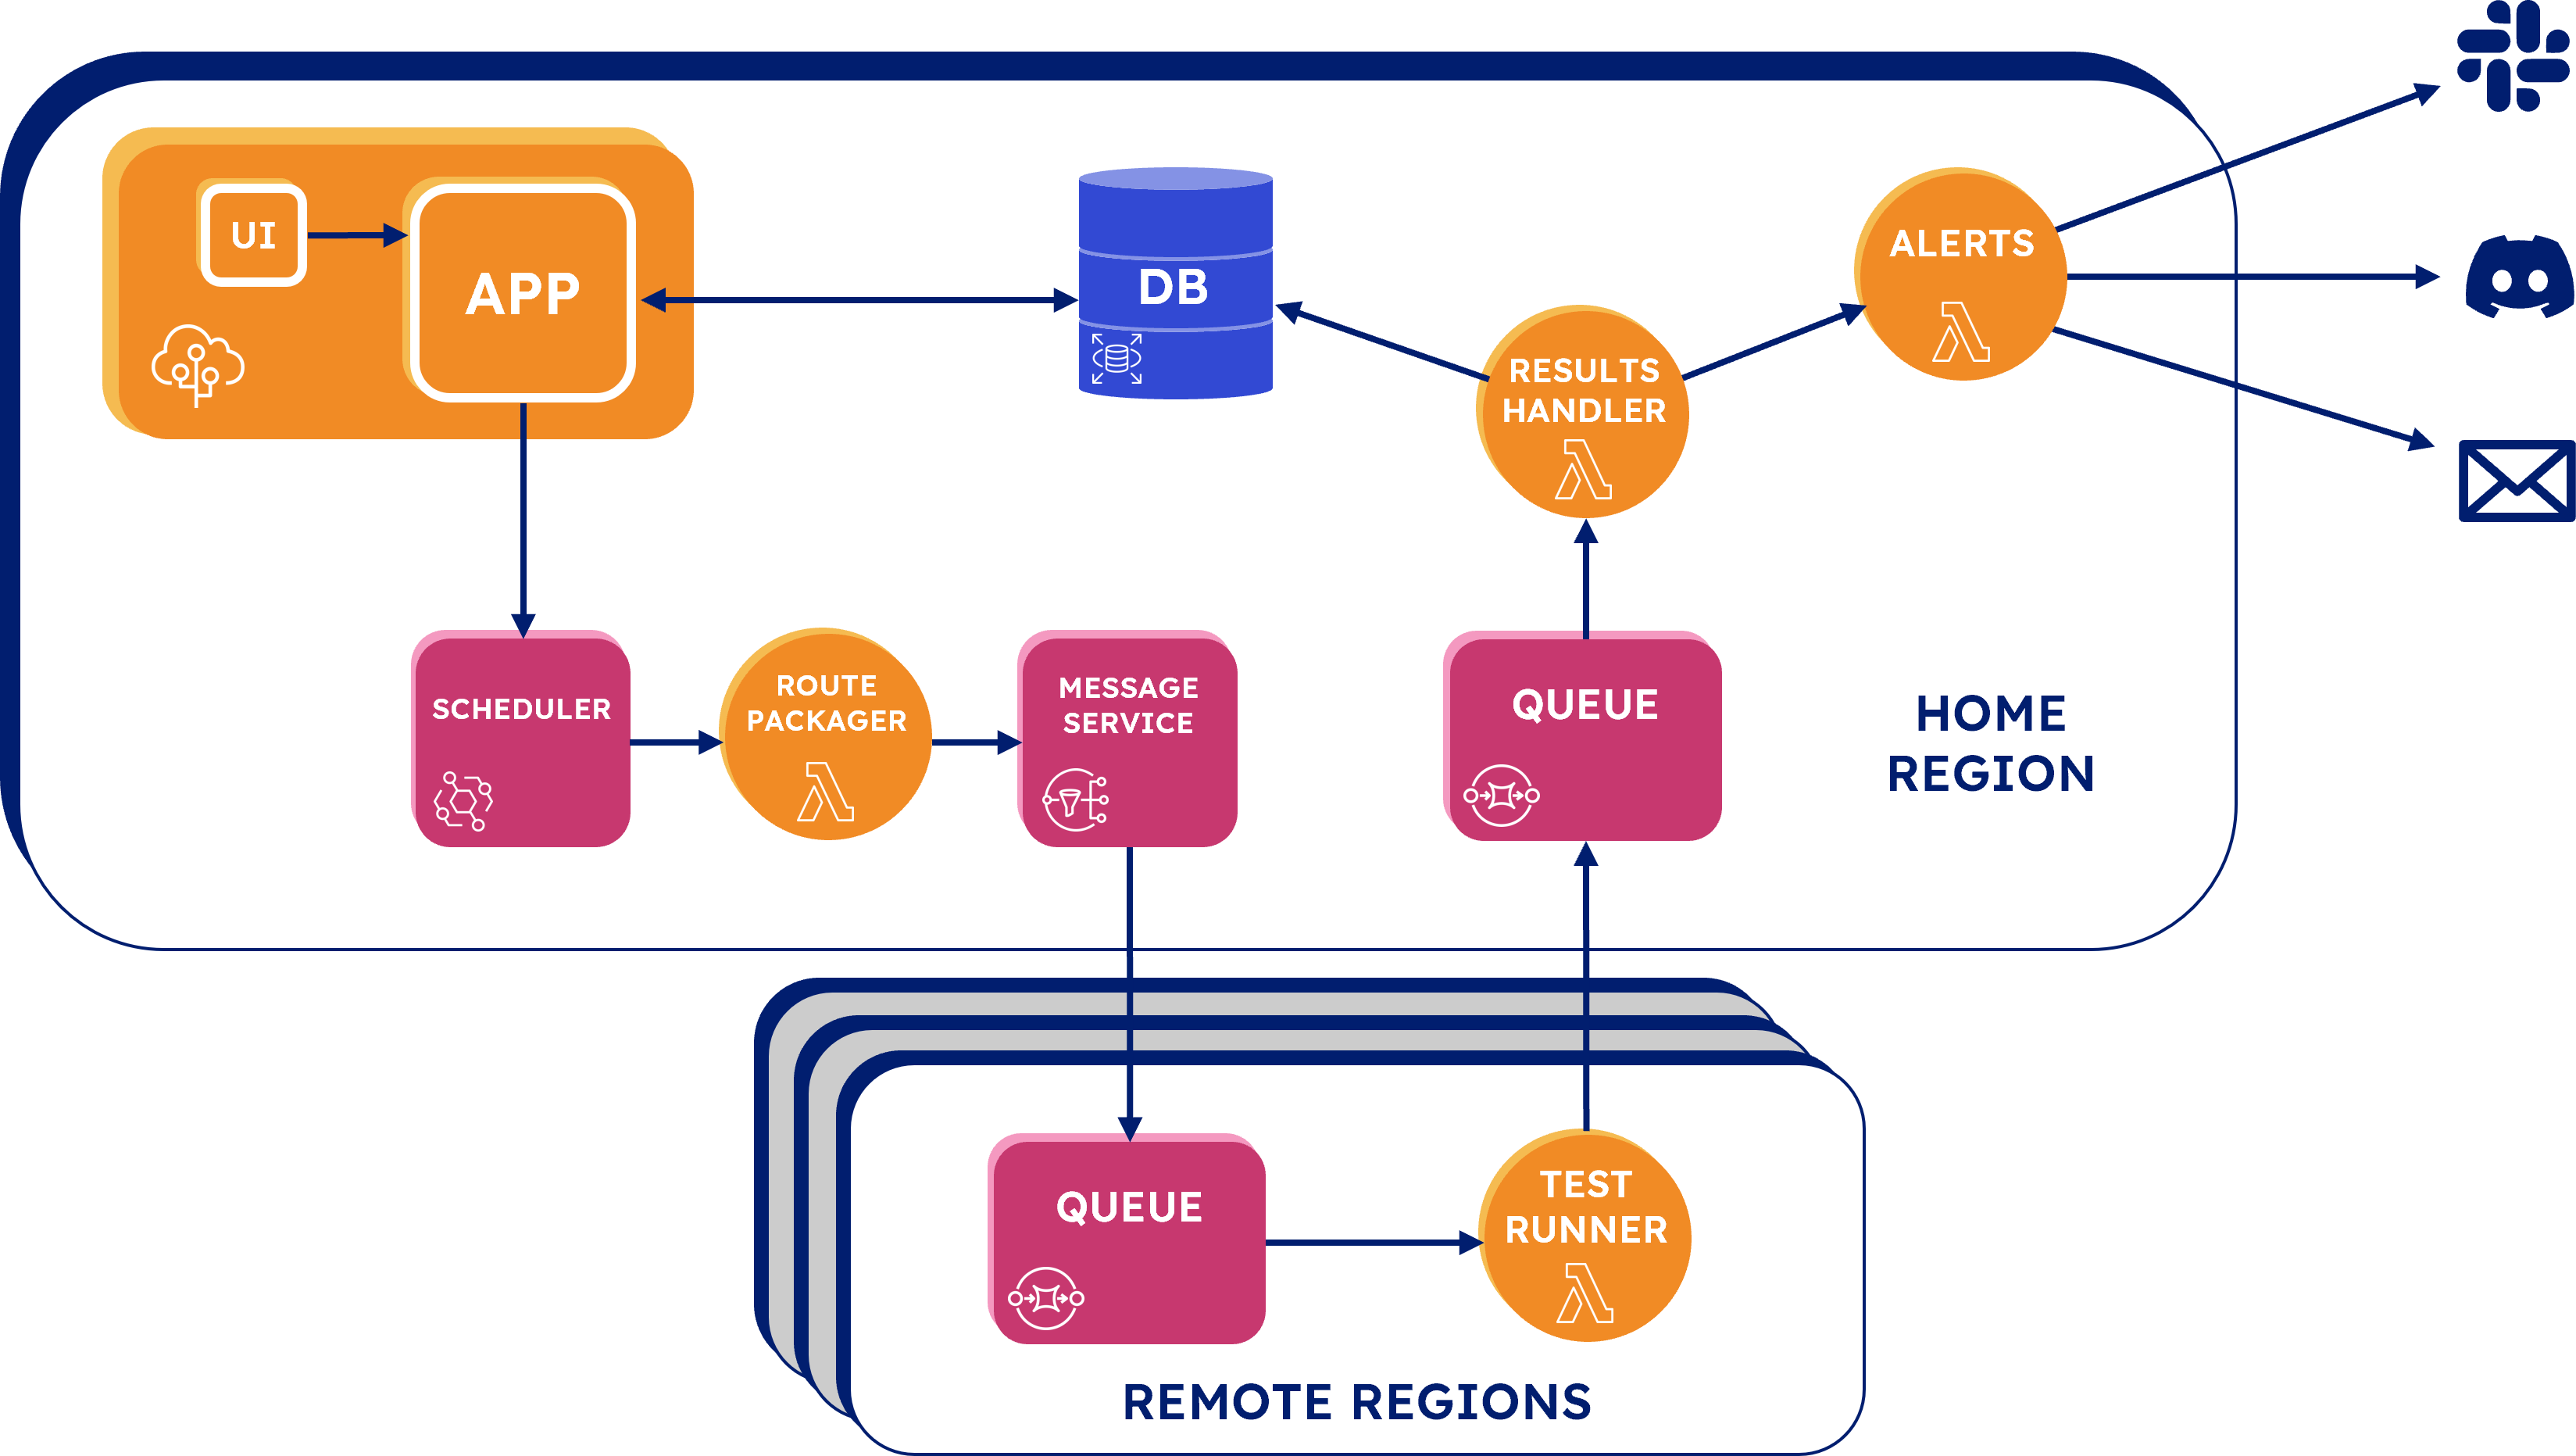 UI
APP
DB
ALERTS
RESULTS
HANDLER
SCHEDULER
ROUTE
PACKAGER
MESSAGE
SERVICE
QUEUE
HOME
REGION
QUEUE
TEST
RUNNER
REMOTE REGIONS